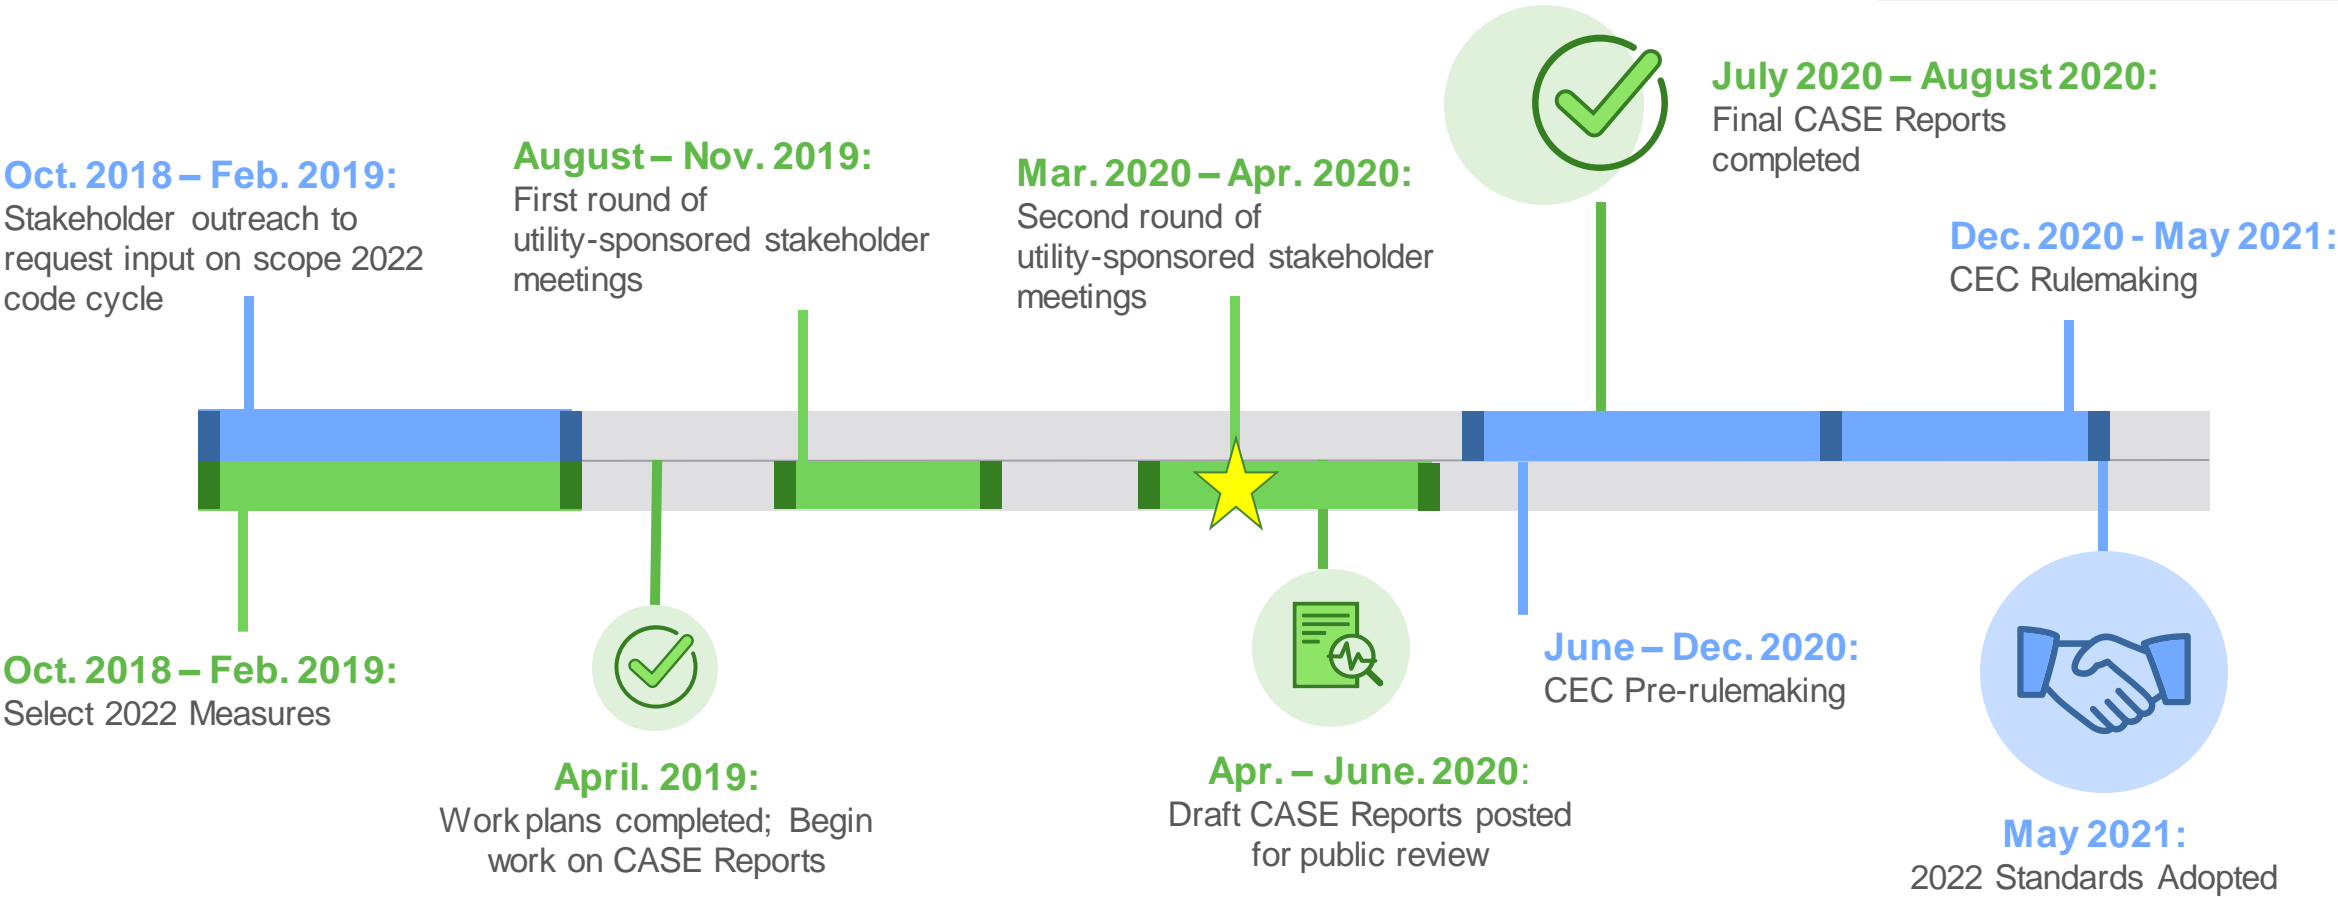 Oct. 2018 – Feb. 2019:
Stakeholder outreach to
request input on scope 2022
code cycle
August – Nov. 2019:
First round of
utility-sponsored stakeholder
meetings
Mar. 2020 – Apr. 2020:
Second round of
utility-sponsored stakeholder
meetings
July 2020 – August 2020:
Final CASE Reports
completed
Dec. 2020 - May 2021:
CEC Rulemaking
Oct. 2018 – Feb. 2019:
Select 2022 Measures
April. 2019:
Work plans completed; Begin
work on CASE Reports
Apr. – June. 2020:
Draft CASE Reports posted
for public review
June – Dec. 2020:
CEC Pre-rulemaking
May 2021:
2022 Standards Adopted